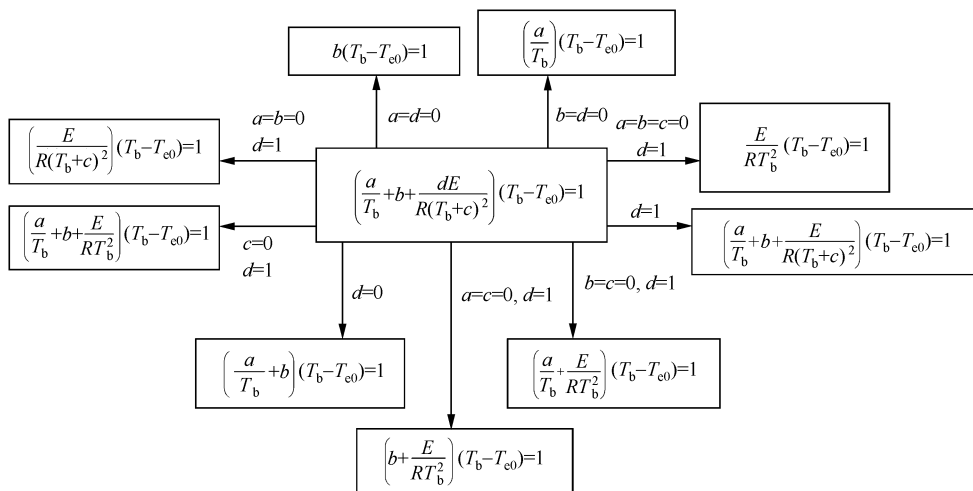 b(T_b−T_e0)=1
(a/T_b)(T_b−T_e0)=1
a=b=0
d=1
a=d=0
b=d=0
a=b=c=0
d=1
(E/R(T_b+c)^2)(T_b−T_e0)=1
E/RT_b^2(T_b−T_e0)=1
(a/T_b+b+dE/R(T_b+c)^2)(T_b−T_e0)=1
(a/T_b+b+E/RT_b^2)(T_b−T_e0)=1
c=0
d=1
d=1
(a/T_b+b+E/R(T_b+c)^2)(T_b−T_e0)=1
d=0
a=c=0, d=1
b=c=0, d=1
(a/T_b+b)(T_b−T_e0)=1
(a/T_b+E/RT_b^2)(T_b−T_e0)=1
(b+E/RT_b^2)(T_b−T_e0)=1